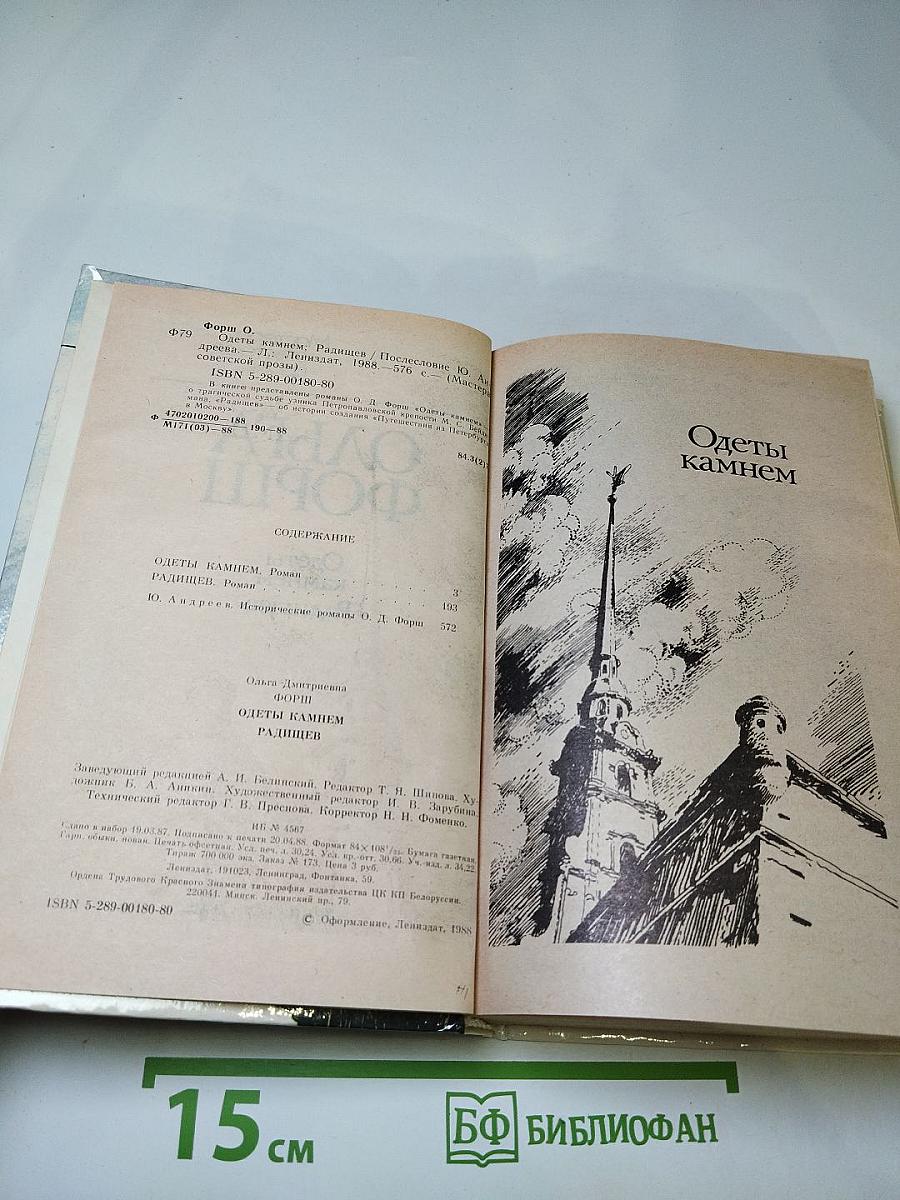 Форш О.
Ф79 Одеты камнем; Радищев / Послесловие Ю. Ан-
дреева.— Л.: Лениздат, 1988.—576 с.— (Мастера
советской прозы).
ISBN 5-289-00180-80
В книге представлены романы О. Д. Форш «Одеты камнем» —
о трагической судьбе узника Петропавловской крепости М. С. Бейде-
мана, «Радищев» — об истории создания «Путешествия из Петербурга
в Москву».
Ф 4702010200—188 190—88
М171(03)—88
84.3(2)
ОЛЬГА
ФОРШ
СОДЕРЖАНИЕ
ОДЕТЫ КАМНЕМ. Роман . . . . . . 3
РАДИЩЕВ. Роман . . . . . . . . . 193
Ю. Андреев. Исторические романы О. Д. Форш 572
Ольга Дмитриевна
ФОРШ
ОДЕТЫ КАМНЕМ
РАДИЩЕВ
Заведующий редакцией А. И. Белинский. Редактор Т. Я. Шипова. Ху-
дожник Б. А. Аникин. Художественный редактор И. В. Зарубина.
Технический редактор Г. В. Преснова. Корректор Н. Н. Фоменко.
ИБ № 4567
Сдано в набор 19.03.87. Подписано к печати 20.04.88. Формат 84×108¹/₃₂. Бумага газетная.
Гарн. обыкн. новая. Печать офсетная. Усл. печ. л. 30,24. Усл. кр.-отт. 30,66. Уч.-изд. л. 34,22.
Тираж 700 000 экз. Заказ № 173. Цена 3 руб.
Лениздат, 191023, Ленинград, Фонтанка, 59.
Ордена Трудового Красного Знамени типография издательства ЦК КП Белоруссии.
220041. Минск. Ленинский пр., 79.
ISBN 5-289-00180-80
© Оформление, Лениздат, 1988
Одеты
камнем
15 см
БФ БИБЛИОФАН